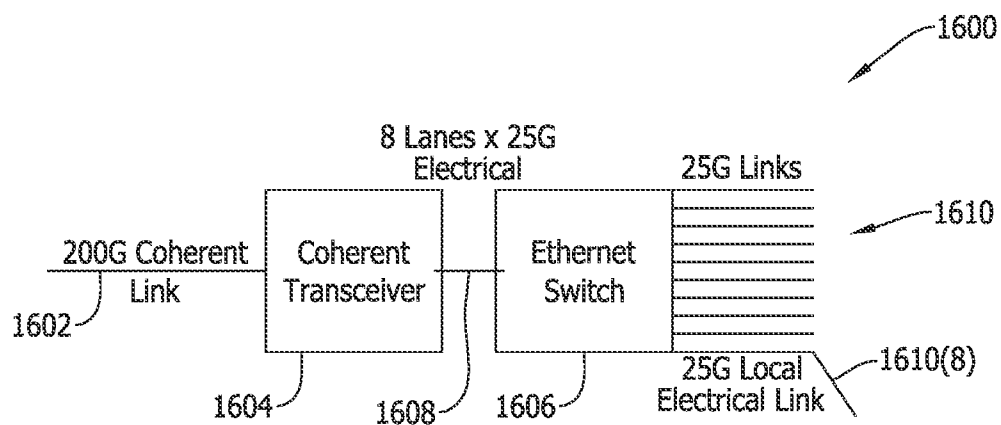 1600
8 Lanes x 25G
Electrical
25G Links
1610
200G Coherent
Link
Coherent
Transceiver
Ethernet
Switch
1602
25G Local
Electrical Link
1610(8)
1604
1608
1606